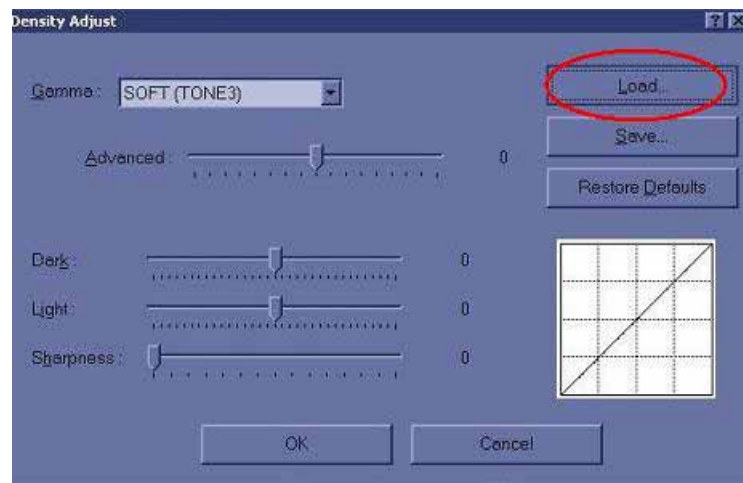 Density Adjust
Gamma : SOFT (TONE3)
Load...
Advanced : 0
Save...
Restore Defaults
Dark : 0
Light : 0
Sharpness : 0
OK Cancel